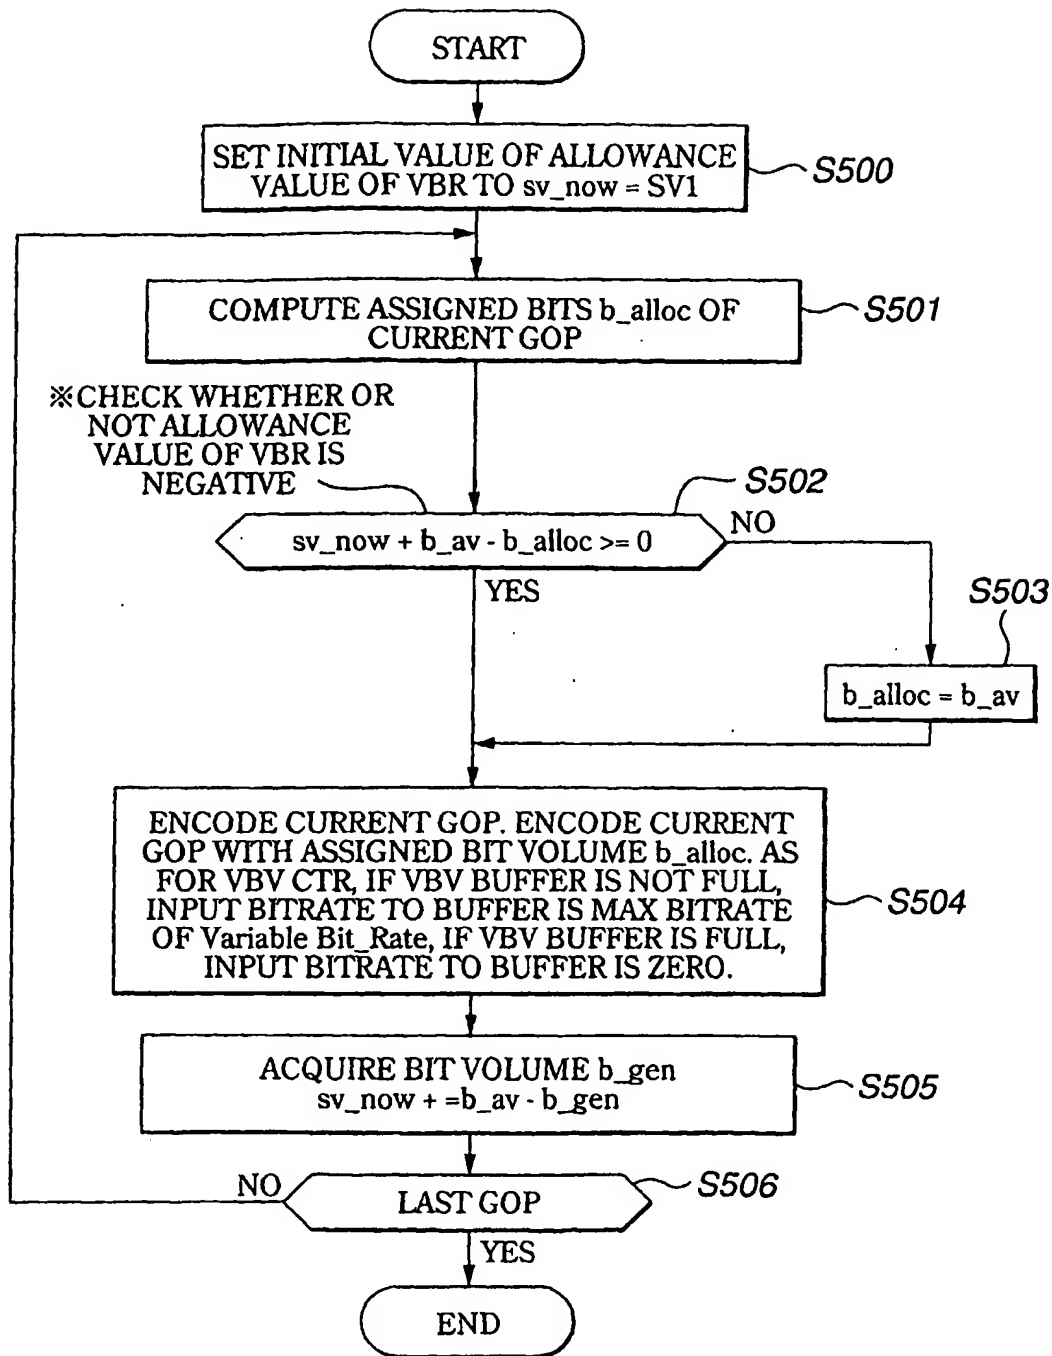 START
SET INITIAL VALUE OF ALLOWANCE
VALUE OF VBR TO sv_now = SV1
S500
COMPUTE ASSIGNED BITS b_alloc OF
CURRENT GOP
S501
※CHECK WHETHER OR
NOT ALLOWANCE
VALUE OF VBR IS
NEGATIVE
S502
sv_now + b_av - b_alloc >= 0
NO
YES
S503
b_alloc = b_av
ENCODE CURRENT GOP. ENCODE CURRENT
GOP WITH ASSIGNED BIT VOLUME b_alloc. AS
FOR VBV CTR, IF VBV BUFFER IS NOT FULL,
INPUT BITRATE TO BUFFER IS MAX BITRATE
OF Variable Bit_Rate, IF VBV BUFFER IS FULL,
INPUT BITRATE TO BUFFER IS ZERO.
S504
ACQUIRE BIT VOLUME b_gen
sv_now + =b_av - b_gen
S505
NO
LAST GOP
S506
YES
END